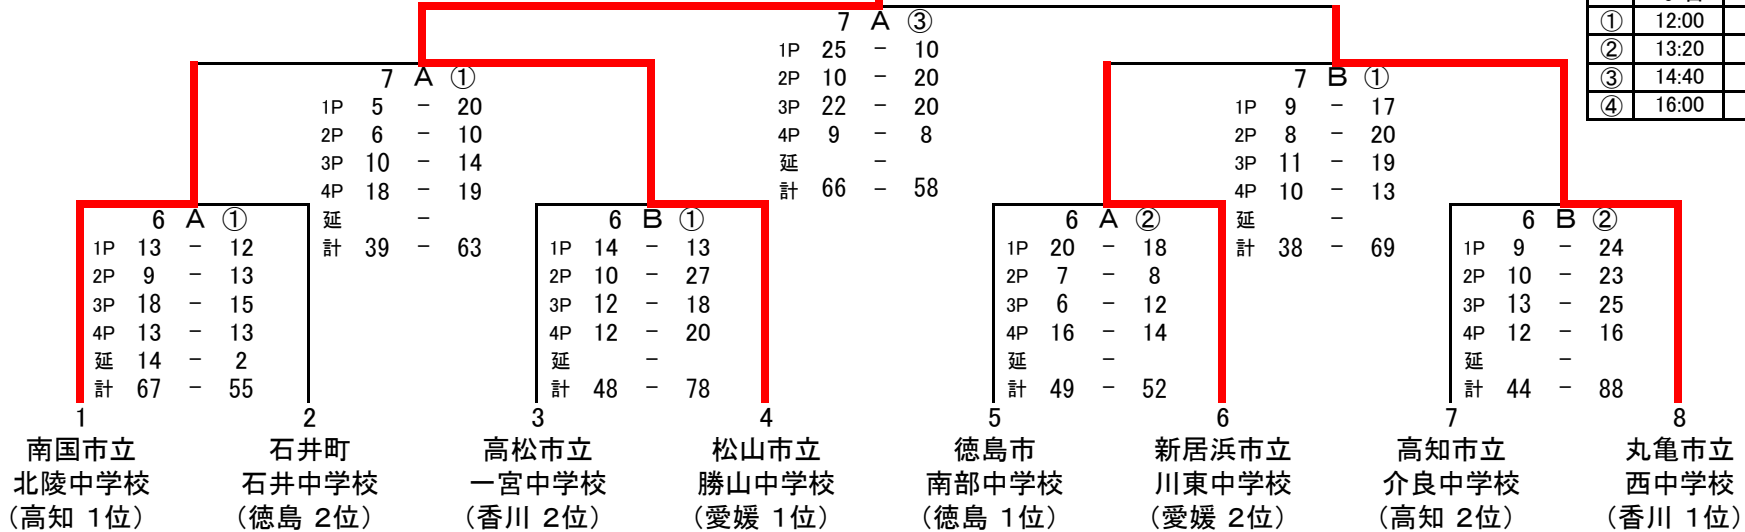 7 A ③
1P 25 － 10
2P 10 － 20
3P 22 － 20
4P 9 － 8
延 －
計 66 － 58
① 12:00
② 13:20
③ 14:40
④ 16:00
7 A ①
1P 5 － 20
2P 6 － 10
3P 10 － 14
4P 18 － 19
延 －
計 39 － 63
7 B ①
1P 9 － 17
2P 8 － 20
3P 11 － 19
4P 10 － 13
延 －
計 38 － 69
6 A ①
1P 13 － 12
2P 9 － 13
3P 18 － 15
4P 13 － 13
延 14 － 2
計 67 － 55
6 B ①
1P 14 － 13
2P 10 － 27
3P 12 － 18
4P 12 － 20
延 －
計 48 － 78
6 A ②
1P 20 － 18
2P 7 － 8
3P 6 － 12
4P 16 － 14
延 －
計 49 － 52
6 B ②
1P 9 － 24
2P 10 － 23
3P 13 － 25
4P 12 － 16
延 －
計 44 － 88
1
南国市立
北陵中学校
（高知 1位）
2
石井町
石井中学校
（徳島 2位）
3
高松市立
一宮中学校
（香川 2位）
4
松山市立
勝山中学校
（愛媛 1位）
5
徳島市
南部中学校
（徳島 1位）
6
新居浜市立
川東中学校
（愛媛 2位）
7
高知市立
介良中学校
（高知 2位）
8
丸亀市立
西中学校
（香川 1位）